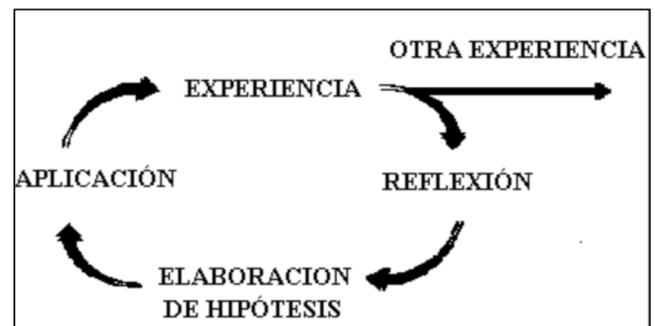 OTRA EXPERIENCIA
EXPERIENCIA
APLICACIÓN
REFLEXIÓN
ELABORACION
DE HIPÓTESIS